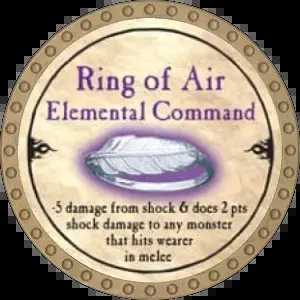 Ring of Air
Elemental Command
-5 damage from shock & does 2 pts
shock damage to any monster
that hits wearer
in melee